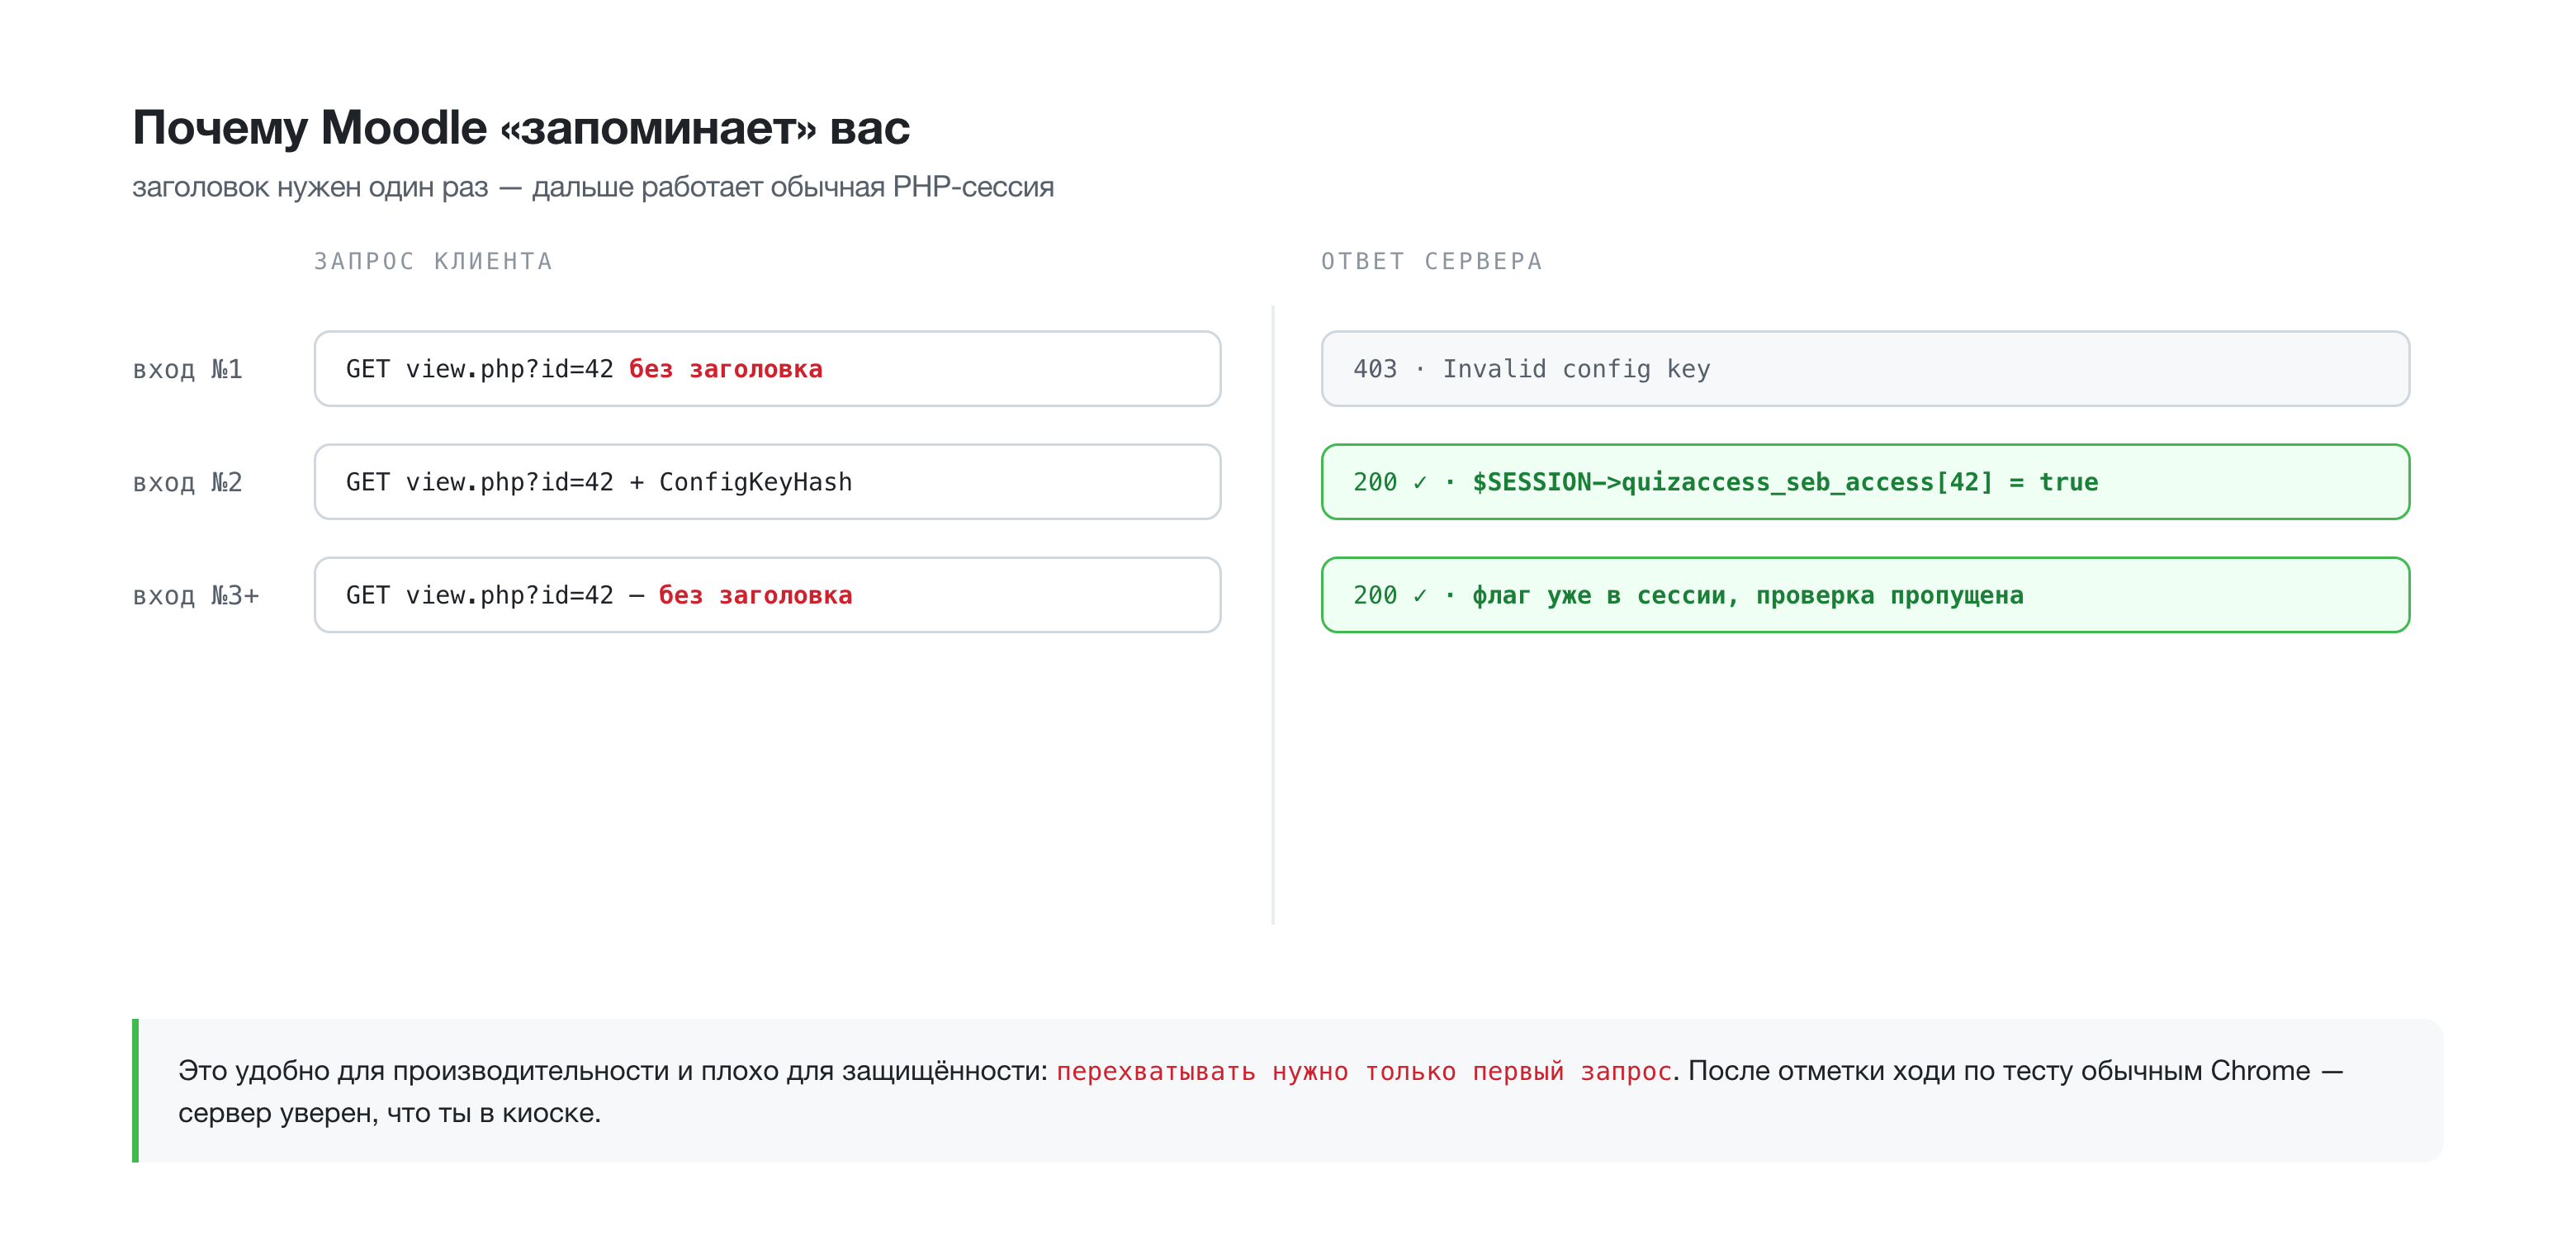 Почему Moodle «запоминает» вас
заголовок нужен один раз — дальше работает обычная PHP-сессия
ЗАПРОС КЛИЕНТА
ОТВЕТ СЕРВЕРА
вход №1
GET view.php?id=42 без заголовка
403 · Invalid config key
вход №2
GET view.php?id=42 + ConfigKeyHash
200 ✓ · $SESSION->quizaccess_seb_access[42] = true
вход №3+
GET view.php?id=42 — без заголовка
200 ✓ · флаг уже в сессии, проверка пропущена
Это удобно для производительности и плохо для защищённости: перехватывать нужно только первый запрос. После отметки ходи по тесту обычным Chrome —
сервер уверен, что ты в киоске.